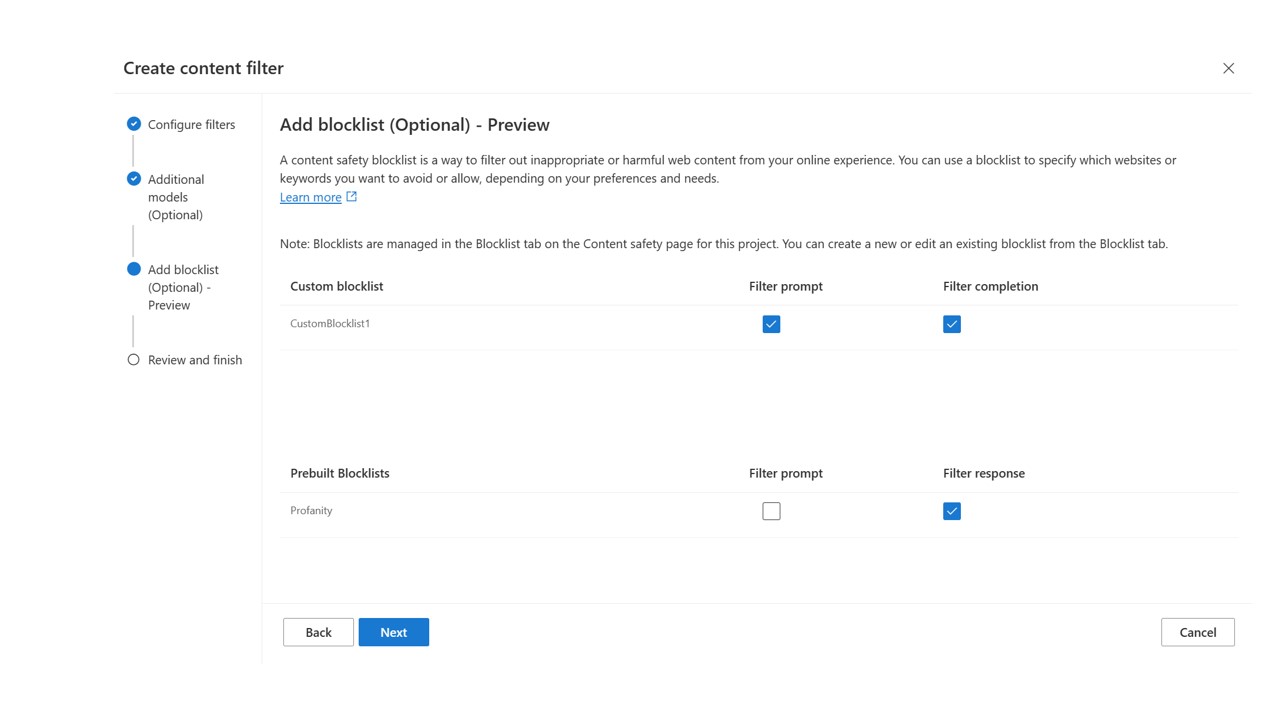 Create content filter
Configure filters
Additional
models
(Optional)
Add blocklist
(Optional) -
Preview
Review and finish
Add blocklist (Optional) - Preview
A content safety blocklist is a way to filter out inappropriate or harmful web content from your online experience. You can use a blocklist to specify which websites or
keywords you want to avoid or allow, depending on your preferences and needs.
Learn more
Note: Blocklists are managed in the Blocklist tab on the Content safety page for this project. You can create a new or edit an existing blocklist from the Blocklist tab.
Custom blocklist Filter prompt Filter completion
CustomBlocklist1
Prebuilt Blocklists Filter prompt Filter response
Profanity
Back Next Cancel